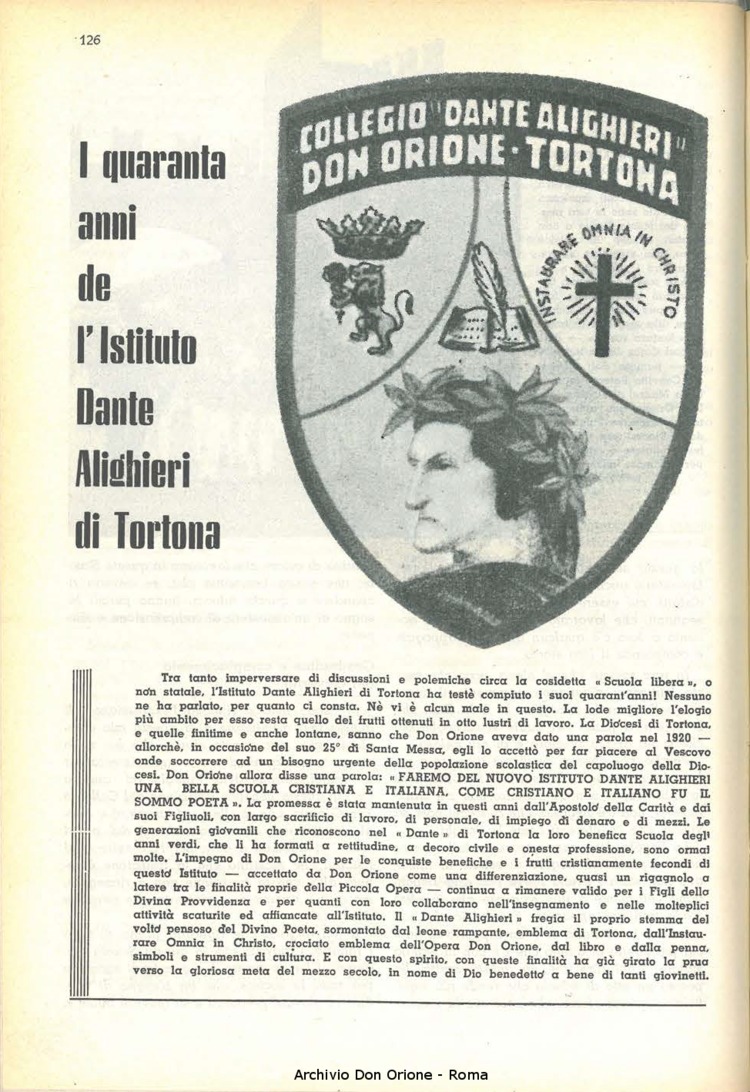 126
I quaranta
anni
de
l'Istituto
Dante
Alighieri
di Tortona
COLLEGIO "DANTE ALIGHIERI"
DON ORIONE - TORTONA
INSTAURARE OMNIA IN CHRISTO
Tra tanto imperversare di discussioni e polemiche circa la cosidetta « Scuola libera », o
non statale, l'Istituto Dante Alighieri di Tortona ha testè compiuto i suoi quarant'anni! Nessuno
ne ha parlato, per quanto ci consta. Nè vi è alcun male in questo. La lode migliore l'elogio
più ambito per esso resta quello dei frutti ottenuti in otto lustri di lavoro. La Diocesi di Tortona,
e quelle finitime e anche lontane, sanno che Don Orione aveva dato una parola nel 1920 —
allorchè, in occasione del suo 25° di Santa Messa, egli lo accettò per far piacere al Vescovo
onde soccorrere ad un bisogno urgente della popolazione scolastica del capoluogo della Dio-
cesi. Don Orione allora disse una parola: « FAREMO DEL NUOVO ISTITUTO DANTE ALIGHIERI
UNA BELLA SCUOLA CRISTIANA E ITALIANA, COME CRISTIANO E ITALIANO FU IL
SOMMO POETA ». La promessa è stata mantenuta in questi anni dall'Apostolo della Carità e dai
suoi Figliuoli, con largo sacrificio di lavoro, di personale, di impiego di denaro e di mezzi. Le
generazioni giovanili che riconoscono nel « Dante » di Tortona la loro benefica Scuola degli
anni verdi, che li ha formati a rettitudine, a decoro civile e onesta professione, sono ormai
molte. L'impegno di Don Orione per le conquiste benefiche e i frutti cristianamente fecondi di
questo Istituto — accettato da Don Orione come una differenziazione, quasi un rigagnolo a
latere tra le finalità proprie della Piccola Opera — continua a rimanere valido per i Figli della
Divina Provvidenza e per quanti con loro collaborano nell'insegnamento e nelle molteplici
attività scaturite ed affiancate all'Istituto. Il « Dante Alighieri » fregia il proprio stemma del
volto pensoso del Divino Poeta, sormontato dal leone rampante, emblema di Tortona, dall'Instau-
rare Omnia in Christo, crociato emblema dell'Opera Don Orione, dal libro e dalla penna,
simboli e strumenti di cultura. E con questo spirito, con queste finalità ha già girato la prua
verso la gloriosa meta del mezzo secolo, in nome di Dio benedetto a bene di tanti giovinetti.
Archivio Don Orione - Roma